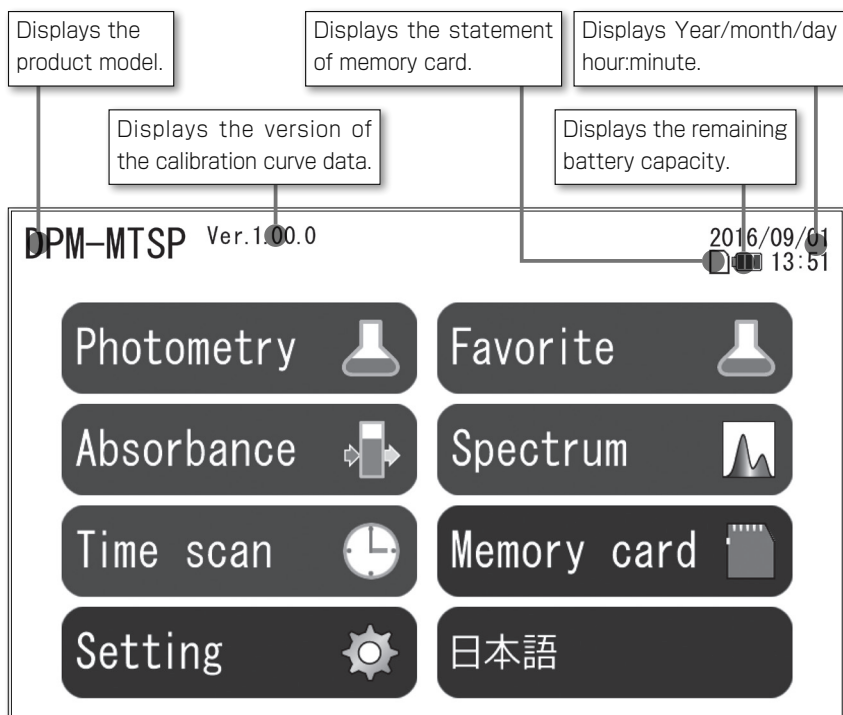 Displays the
product model.
Displays the statement
of memory card.
Displays Year/month/day
hour:minute.
Displays the version of
the calibration curve data.
Displays the remaining
battery capacity.
DPM-MTSP Ver.1.00.0
2016/09/01
13:51
Photometry
Favorite
Absorbance
Spectrum
Time scan
Memory card
Setting
日本語